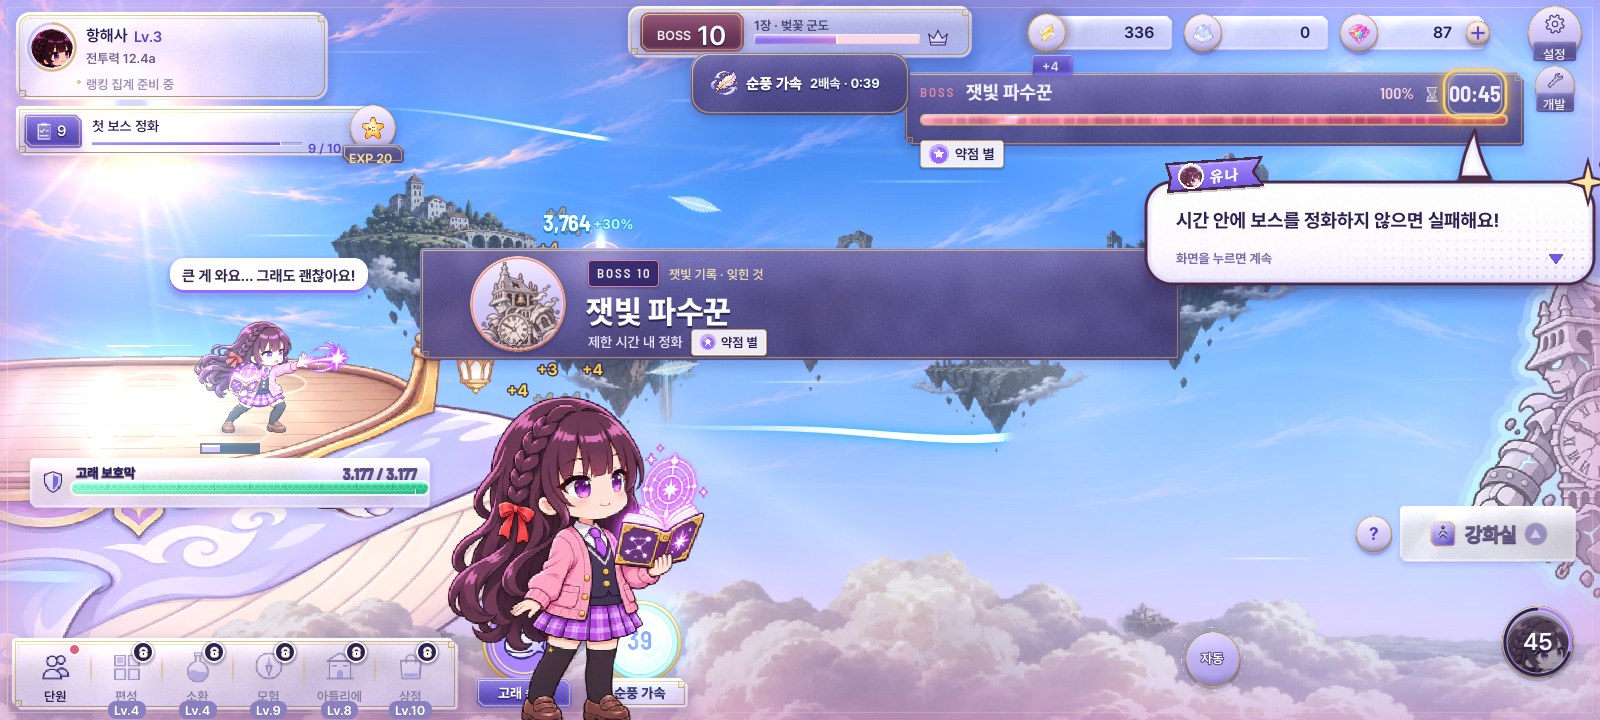 항해사 Lv.3
전투력 12.4a
랭킹 집계 준비 중
9
첫 보스 정화
9 / 10
EXP 20
BOSS 10
1장 · 벚꽃 군도
순풍 가속 2배속 · 0:39
336
+4
0
87
설정
개발
BOSS 잿빛 파수꾼
100%
00:45
약점 별
유나
시간 안에 보스를 정화하지 않으면 실패해요!
화면을 누르면 계속
3,764 +30%
큰 게 와요... 그래도 괜찮아요!
BOSS 10
잿빛 기록 · 잊힌 것
잿빛 파수꾼
제한 시간 내 정화
약점 별
+3
+4
+4
고래 보호막
3,177 / 3,177
?
강화실
단원
편성
Lv.4
소환
Lv.4
모험
Lv.9
아틀리에
Lv.8
상점
Lv.10
고래
39
순풍 가속
자동
45